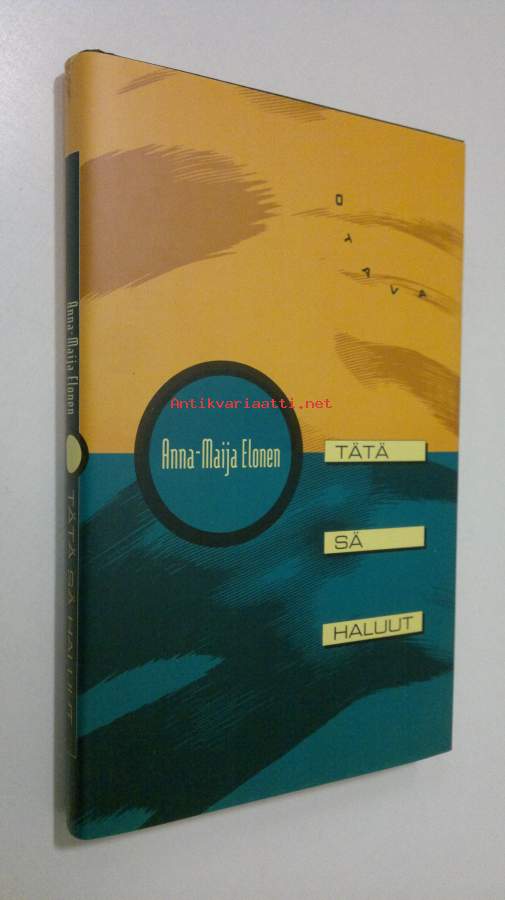 OTAVA
Antikvariaatti.net
Anna-Maija Elonen
TÄTÄ
SÄ
HALUUT
Anna-Maija Elonen
TÄTÄ SÄ HALUUT